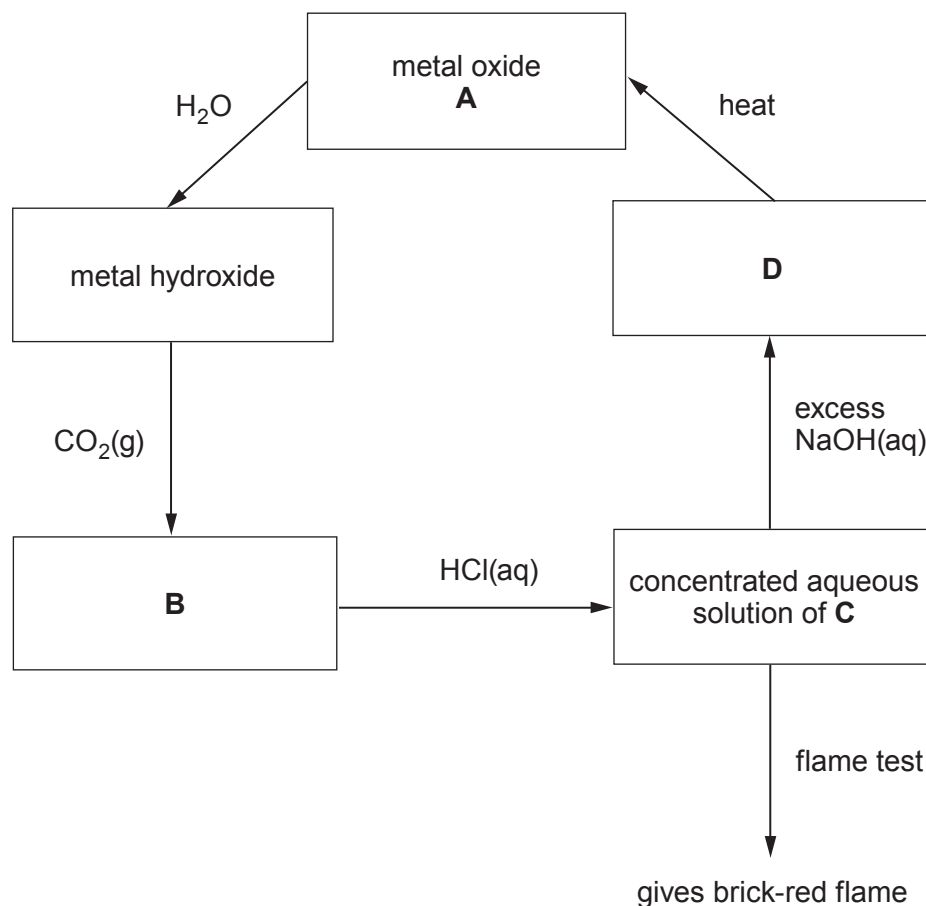 metal oxide
A
H₂O
heat
metal hydroxide
D
CO₂(g)
excess
NaOH(aq)
B
HCl(aq)
concentrated aqueous
solution of C
flame test
gives brick-red flame